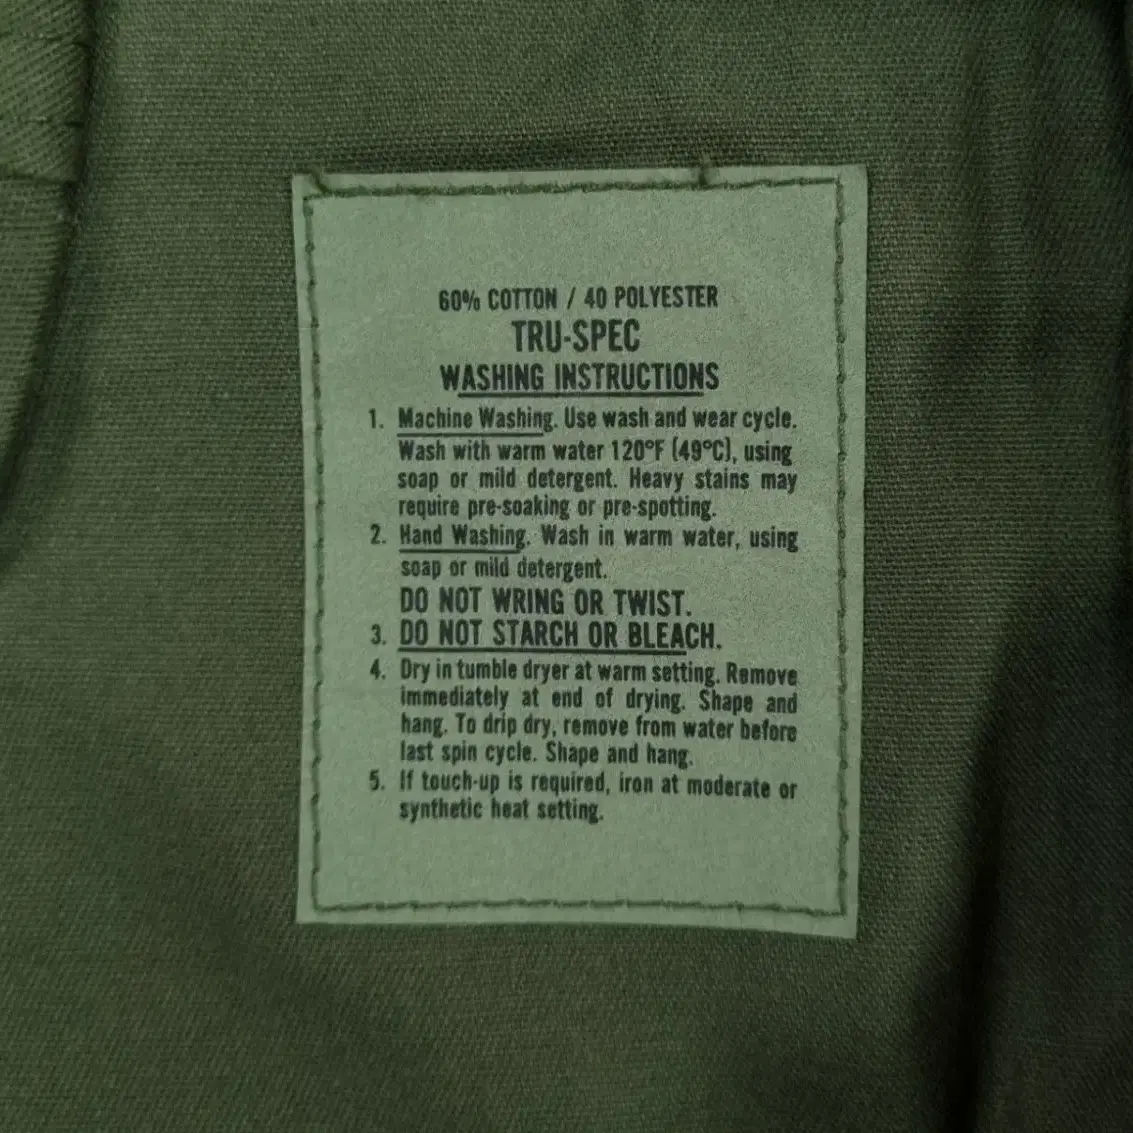 60% COTTON / 40 POLYESTER
TRU-SPEC
WASHING INSTRUCTIONS
1. Machine Washing. Use wash and wear cycle.
Wash with warm water 120°F (49°C), using
soap or mild detergent. Heavy stains may
require pre-soaking or pre-spotting.
2. Hand Washing. Wash in warm water, using
soap or mild detergent.
DO NOT WRING OR TWIST.
3. DO NOT STARCH OR BLEACH.
4. Dry in tumble dryer at warm setting. Remove
immediately at end of drying. Shape and
hang. To drip dry, remove from water before
last spin cycle. Shape and hang.
5. If touch-up is required, iron at moderate or
synthetic heat setting.